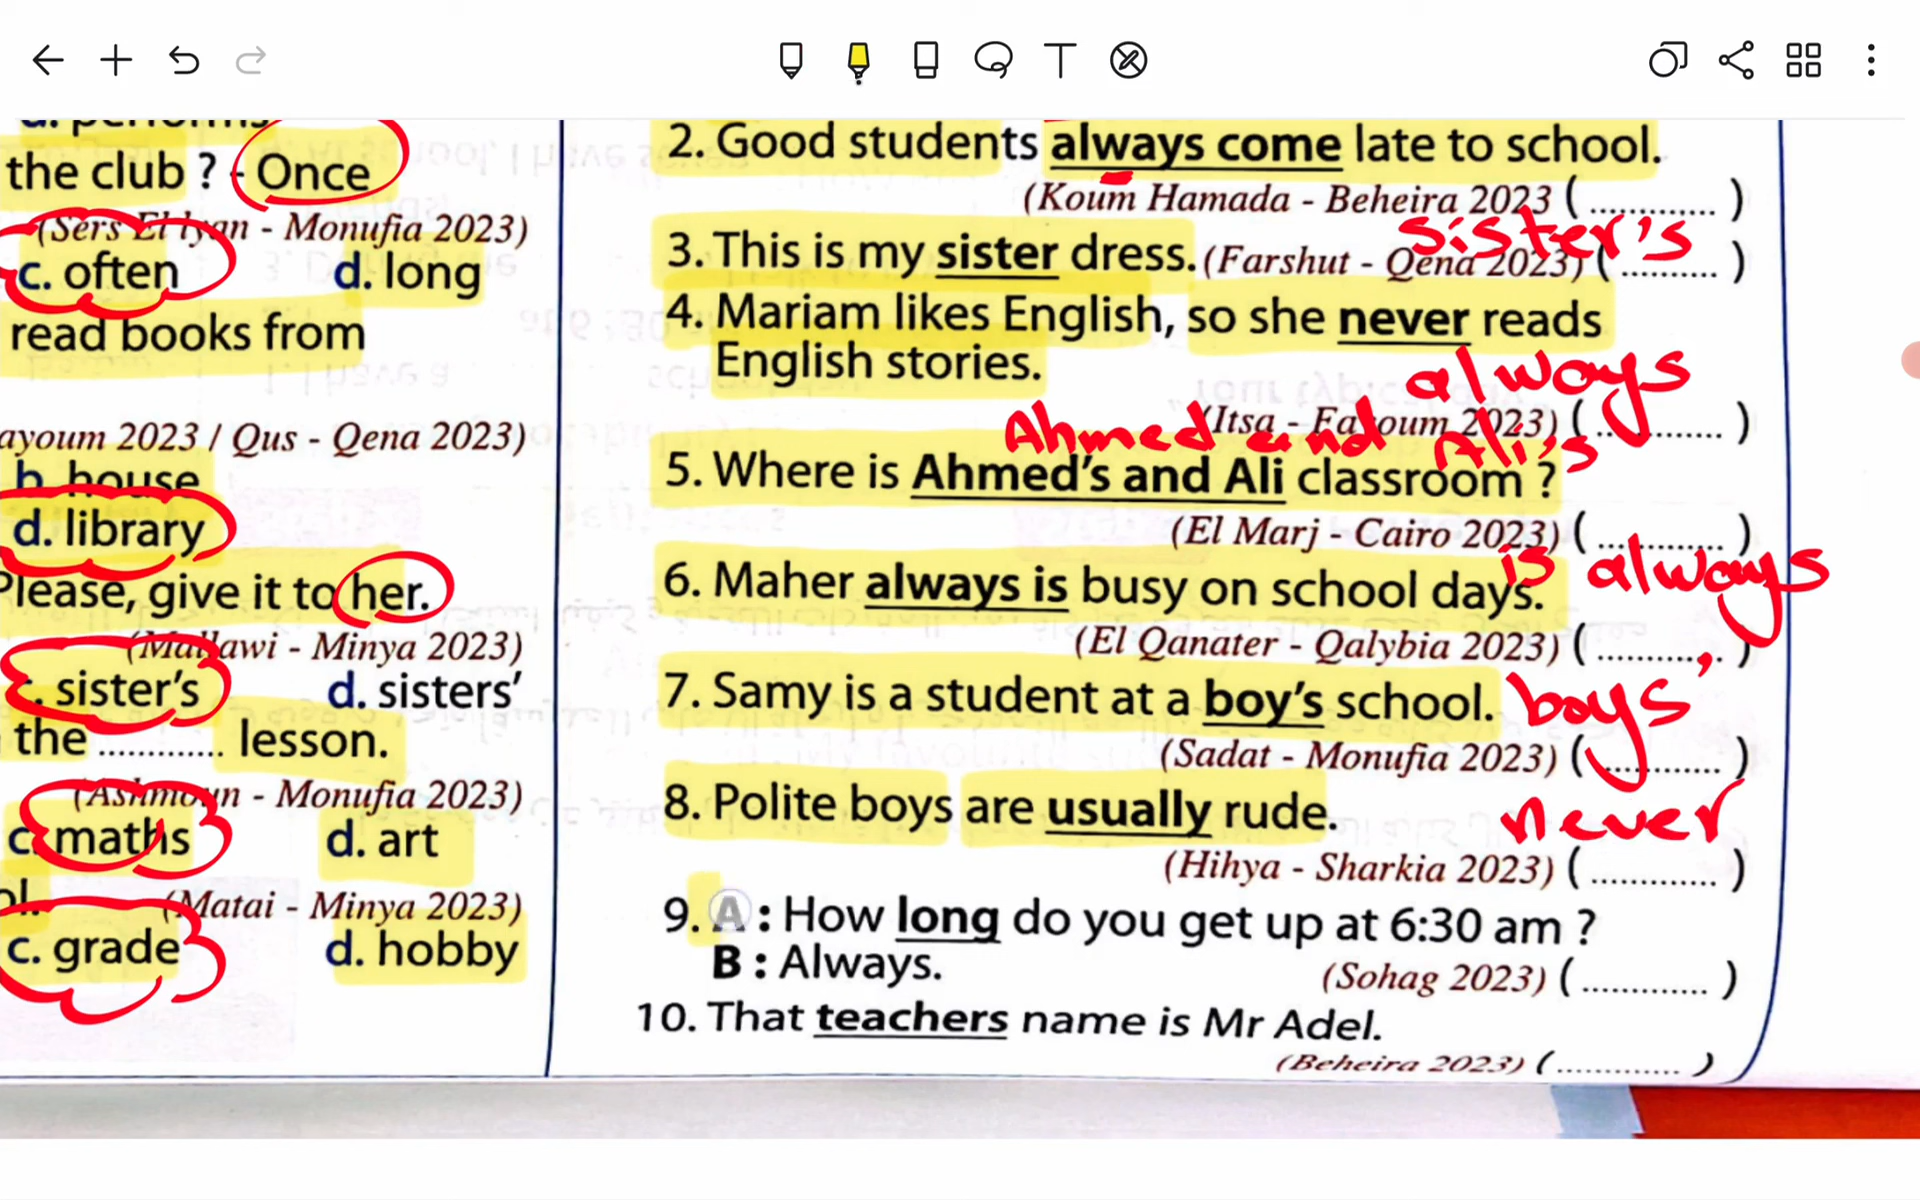 the club ? - Once
(Sers El lyan - Monufia 2023)
c. often d. long
read books from
ayoum 2023 / Qus - Qena 2023)
b. house
d. library
Please, give it to her.
(Mallawi - Minya 2023)
c. sister's d. sisters'
the ............ lesson.
(Ashmoun - Monufia 2023)
c. maths d. art
ol. (Matai - Minya 2023)
c. grade d. hobby
2. Good students always come late to school.
(Koum Hamada - Beheira 2023 (............)
sister's
3. This is my sister dress. (Farshut - Qena 2023) (.........)
4. Mariam likes English, so she never reads
English stories.
always
(Itsa - Fayoum 2023) (............)
Ahmed and Ali's
5. Where is Ahmed's and Ali classroom ?
(El Marj - Cairo 2023) (............)
is always
6. Maher always is busy on school days.
(El Qanater - Qalybia 2023) (............)
7. Samy is a student at a boy's school. boys'
(Sadat - Monufia 2023) (............)
8. Polite boys are usually rude. never
(Hihya - Sharkia 2023) (............)
9. A : How long do you get up at 6:30 am ?
B : Always. (Sohag 2023) (............)
10. That teachers name is Mr Adel.
(Beheira 2023) (............)